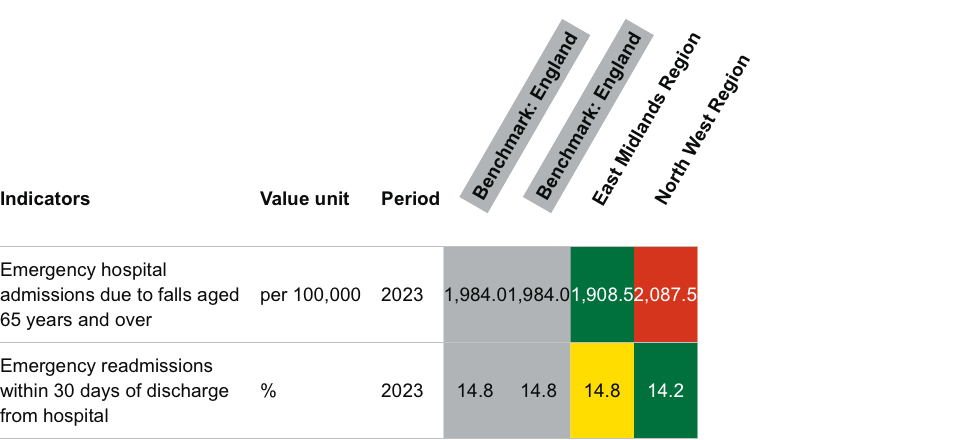 Benchmark: England
Benchmark: England
East Midlands Region
North West Region
Indicators Value unit Period
Emergency hospital
admissions due to falls aged per 100,000 2023 1,984.0 1,984.0 1,908.5 2,087.5
65 years and over
Emergency readmissions
within 30 days of discharge % 2023 14.8 14.8 14.8 14.2
from hospital